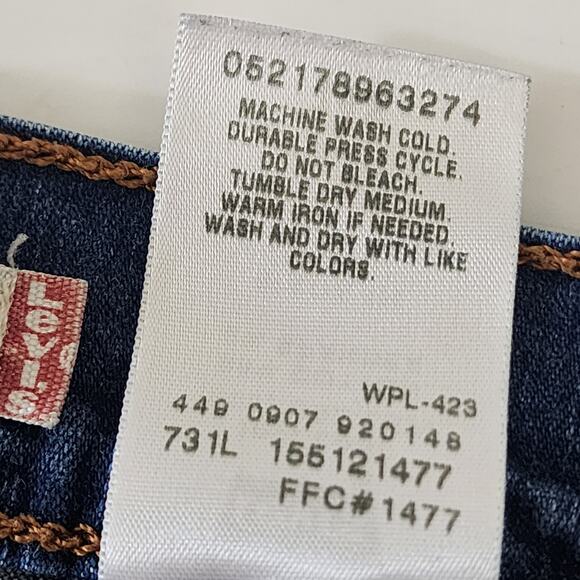 052178963274
MACHINE WASH COLD.
DURABLE PRESS CYCLE.
DO NOT BLEACH.
TUMBLE DRY MEDIUM.
WARM IRON IF NEEDED.
WASH AND DRY WITH LIKE
COLORS.
WPL-423
449 0907 920148
731L 155121477
FFC#1477
Levi's